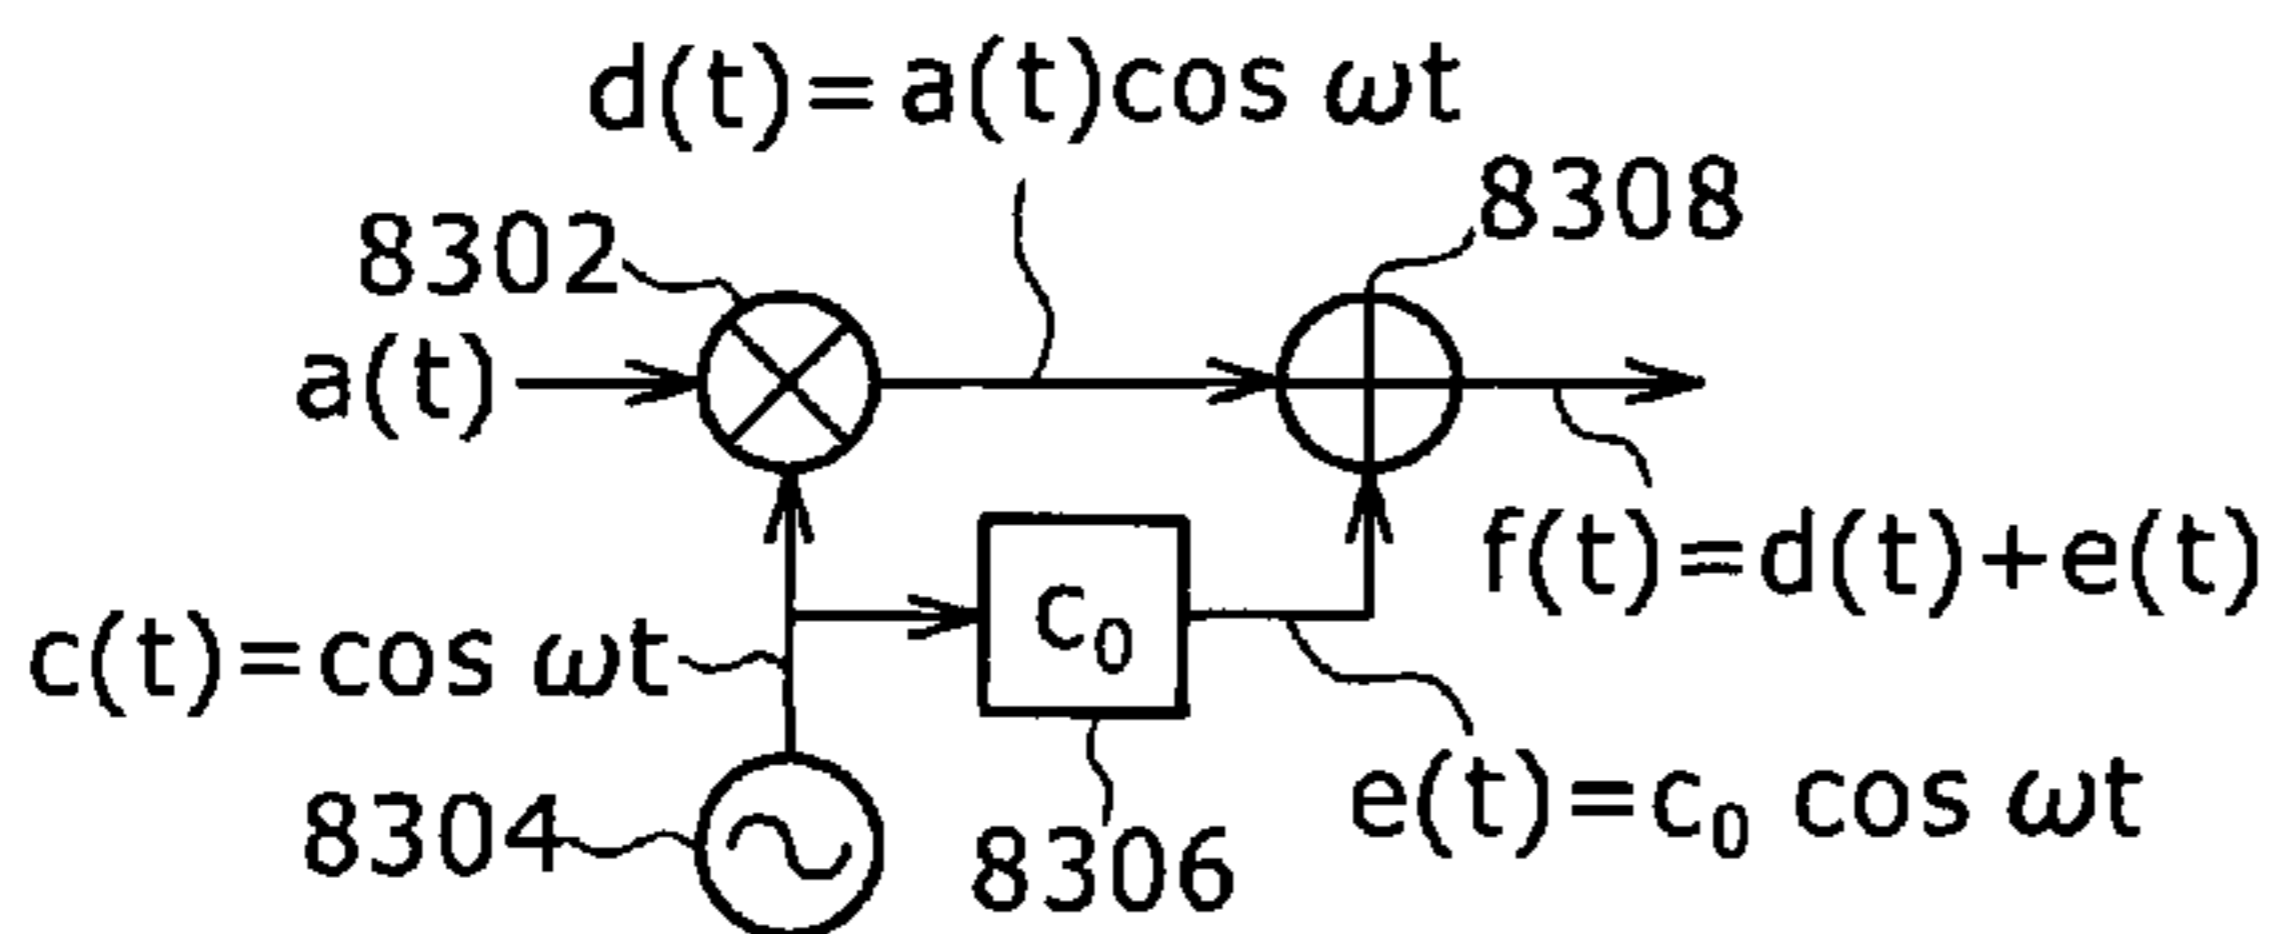 d(t)=a(t)cos ωt
8308
8302
a(t)
f(t)=d(t)+e(t)
c₀
c(t)=cos ωt
e(t)=c₀ cos ωt
8304
8306